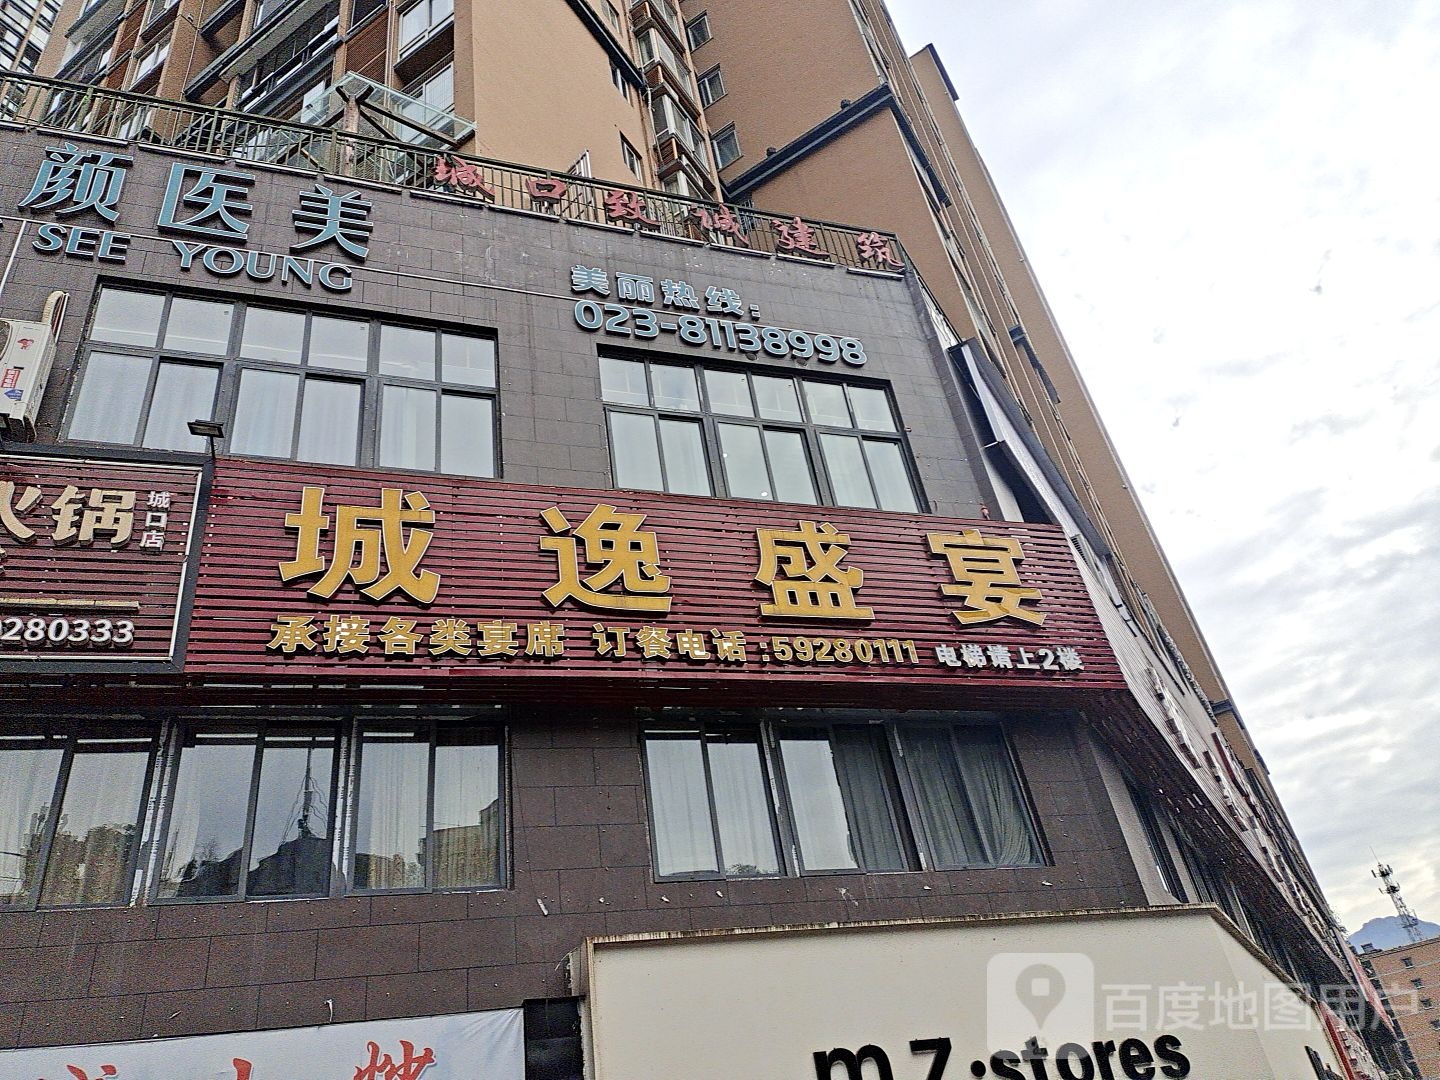 城口致诚建筑
颜医美
SEE YOUNG
美丽热线:
023-81138998
火锅
城口店
280333
城逸盛宴
承接各类宴席 订餐电话:59280111 电梯请上2楼
mz·stores
百度地图用户